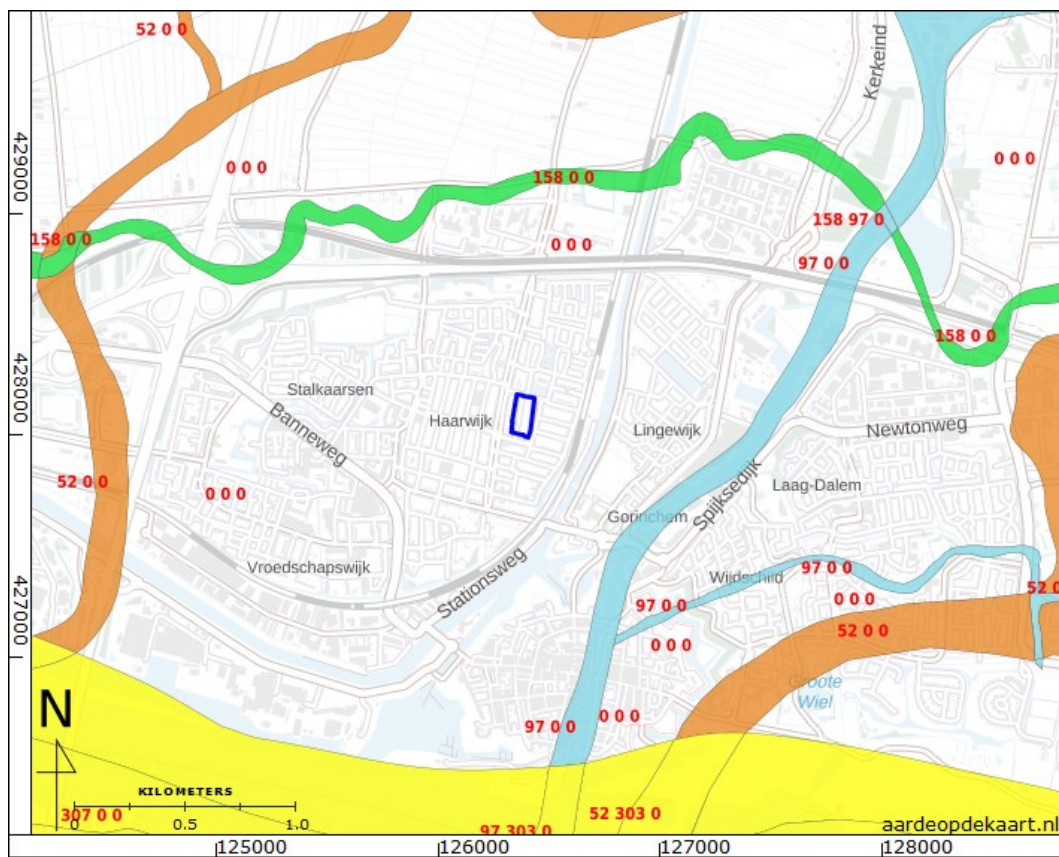 52 0 0
Kerkeind
429000
0 0 0
0 0 0
158 0 0
158 97 0
158 0 0
0 0 0
97 0 0
158 0 0
428000
Stalkaarsen
Haarwijk
Banneweg
Lingewijk
Newtonweg
52 0 0
0 0 0
Laag-Dalem
Spijksedijk
Gorinchem
Vroedschapswijk
Stationsweg
Wijdschild
97 0 0
97 0 0
0 0 0
52 0
427000
0 0 0
52 0 0
Groote
Wiel
N
97 0 0
0 0 0
KILOMETERS
0 0.5 1.0
307 0 0
97 303 0
52 303 0
aardeopdekaart.nl
125000 126000 127000 128000